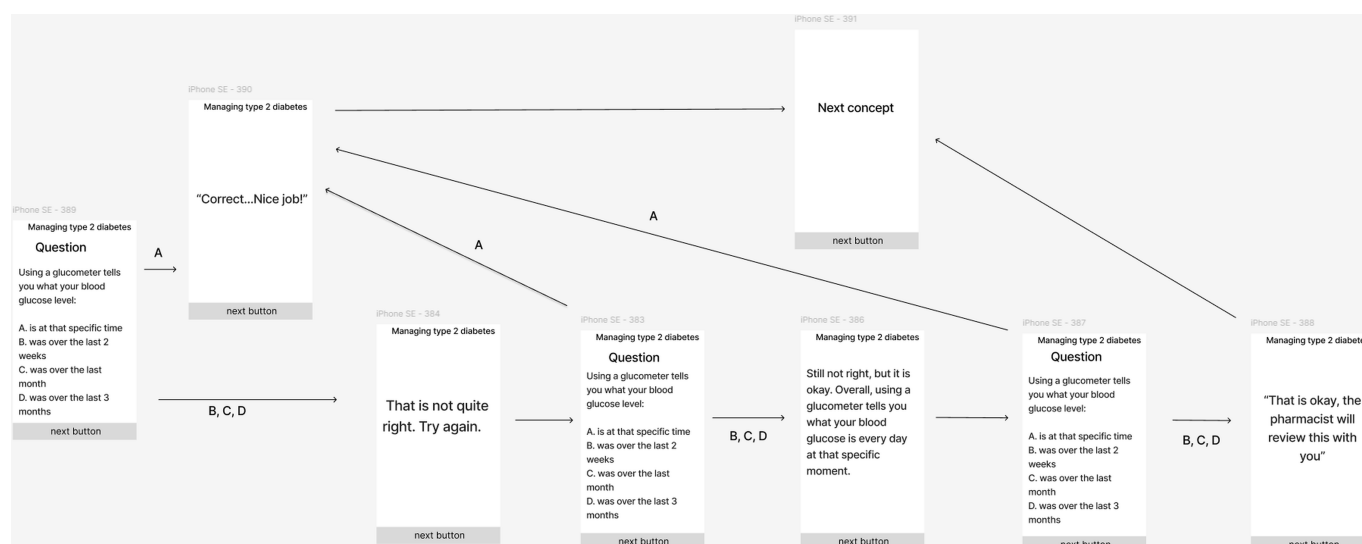 iPhone SE - 391
Next concept
next button
iPhone SE - 390
Managing type 2 diabetes
“Correct...Nice job!”
next button
iPhone SE - 389
Managing type 2 diabetes
Question
Using a glucometer tells
you what your blood
glucose level:
A. is at that specific time
B. was over the last 2
weeks
C. was over the last
month
D. was over the last 3
months
next button
A
B, C, D
A
A
iPhone SE - 384
Managing type 2 diabetes
That is not quite
right. Try again.
next button
iPhone SE - 383
Managing type 2 diabetes
Question
Using a glucometer tells
you what your blood
glucose level:
A. is at that specific time
B. was over the last 2
weeks
C. was over the last
month
D. was over the last 3
months
next button
B, C, D
iPhone SE - 386
Managing type 2 diabetes
Still not right, but it is
okay. Overall, using a
glucometer tells you
what your blood
glucose is every day
at that specific
moment.
next button
iPhone SE - 387
Managing type 2 diabetes
Question
Using a glucometer tells
you what your blood
glucose level:
A. is at that specific time
B. was over the last 2
weeks
C. was over the last
month
D. was over the last 3
months
next button
B, C, D
iPhone SE - 388
Managing type 2
“That is okay, the
pharmacist will
review this with
you”
next button